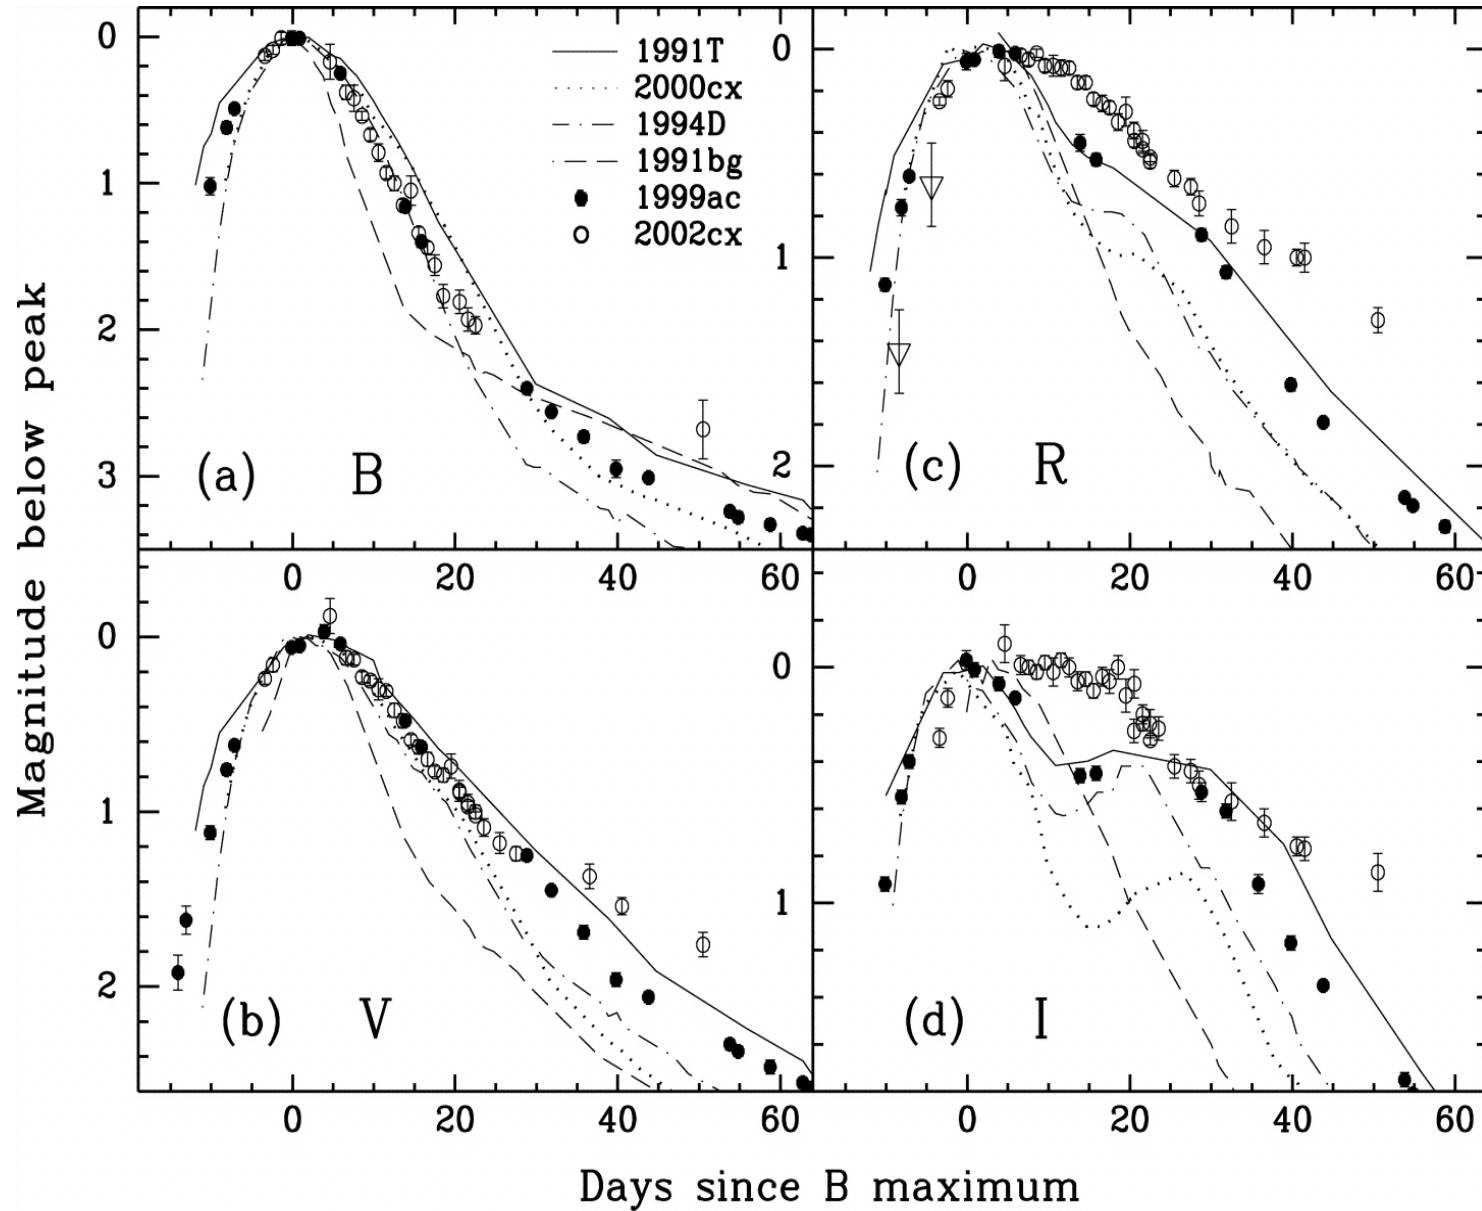 Magnitude below peak
0
1
2
3
1991T
2000cx
1994D
1991bg
1999ac
2002cx
(a) B
0 20 40 60
0
1
2
(c) R
0 20 40 60
0
1
2
(b) V
0 20 40 60
0
1
(d) I
0 20 40 60
Days since B maximum